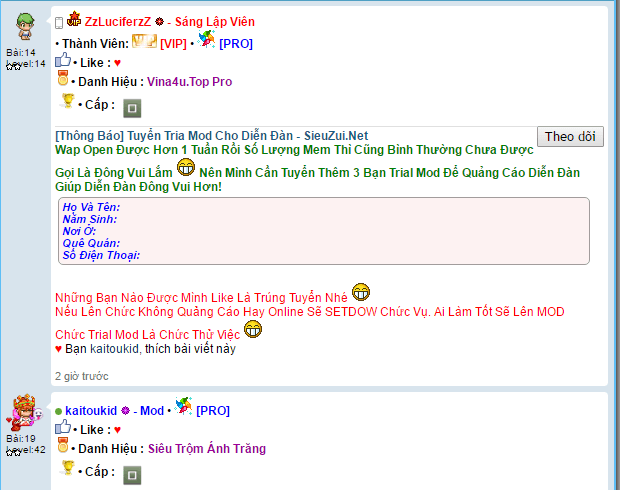 ZzLuciferzZ - Sáng Lập Viên
• Thành Viên: [VIP] • [PRO]
• Like : ♥
• Danh Hiệu : Vina4u.Top Pro
• Cấp :
Bài:14
Level:14
[Thông Báo] Tuyển Tria Mod Cho Diễn Đàn - SieuZui.Net
Theo dõi
Wap Open Được Hơn 1 Tuần Rồi Số Lượng Mem Thì Cũng Bình Thường Chưa Được
Gọi Là Đông Vui Lắm Nên Mình Cần Tuyển Thêm 3 Bạn Trial Mod Để Quảng Cáo Diễn Đàn
Giúp Diễn Đàn Đông Vui Hơn!
Họ Và Tên:
Năm Sinh:
Nơi Ở:
Quê Quán:
Số Điện Thoại:
Những Bạn Nào Được Mình Like Là Trúng Tuyển Nhé
Nếu Lên Chức Không Quảng Cáo Hay Online Sẽ SETDOW Chức Vụ. Ai Làm Tốt Sẽ Lên MOD
Chức Trial Mod Là Chức Thử Việc
♥ Bạn kaitoukid, thích bài viết này
2 giờ trước
kaitoukid - Mod • [PRO]
• Like : ♥
• Danh Hiệu : Siêu Trộm Ánh Trăng
• Cấp :
Bài:19
Level:42